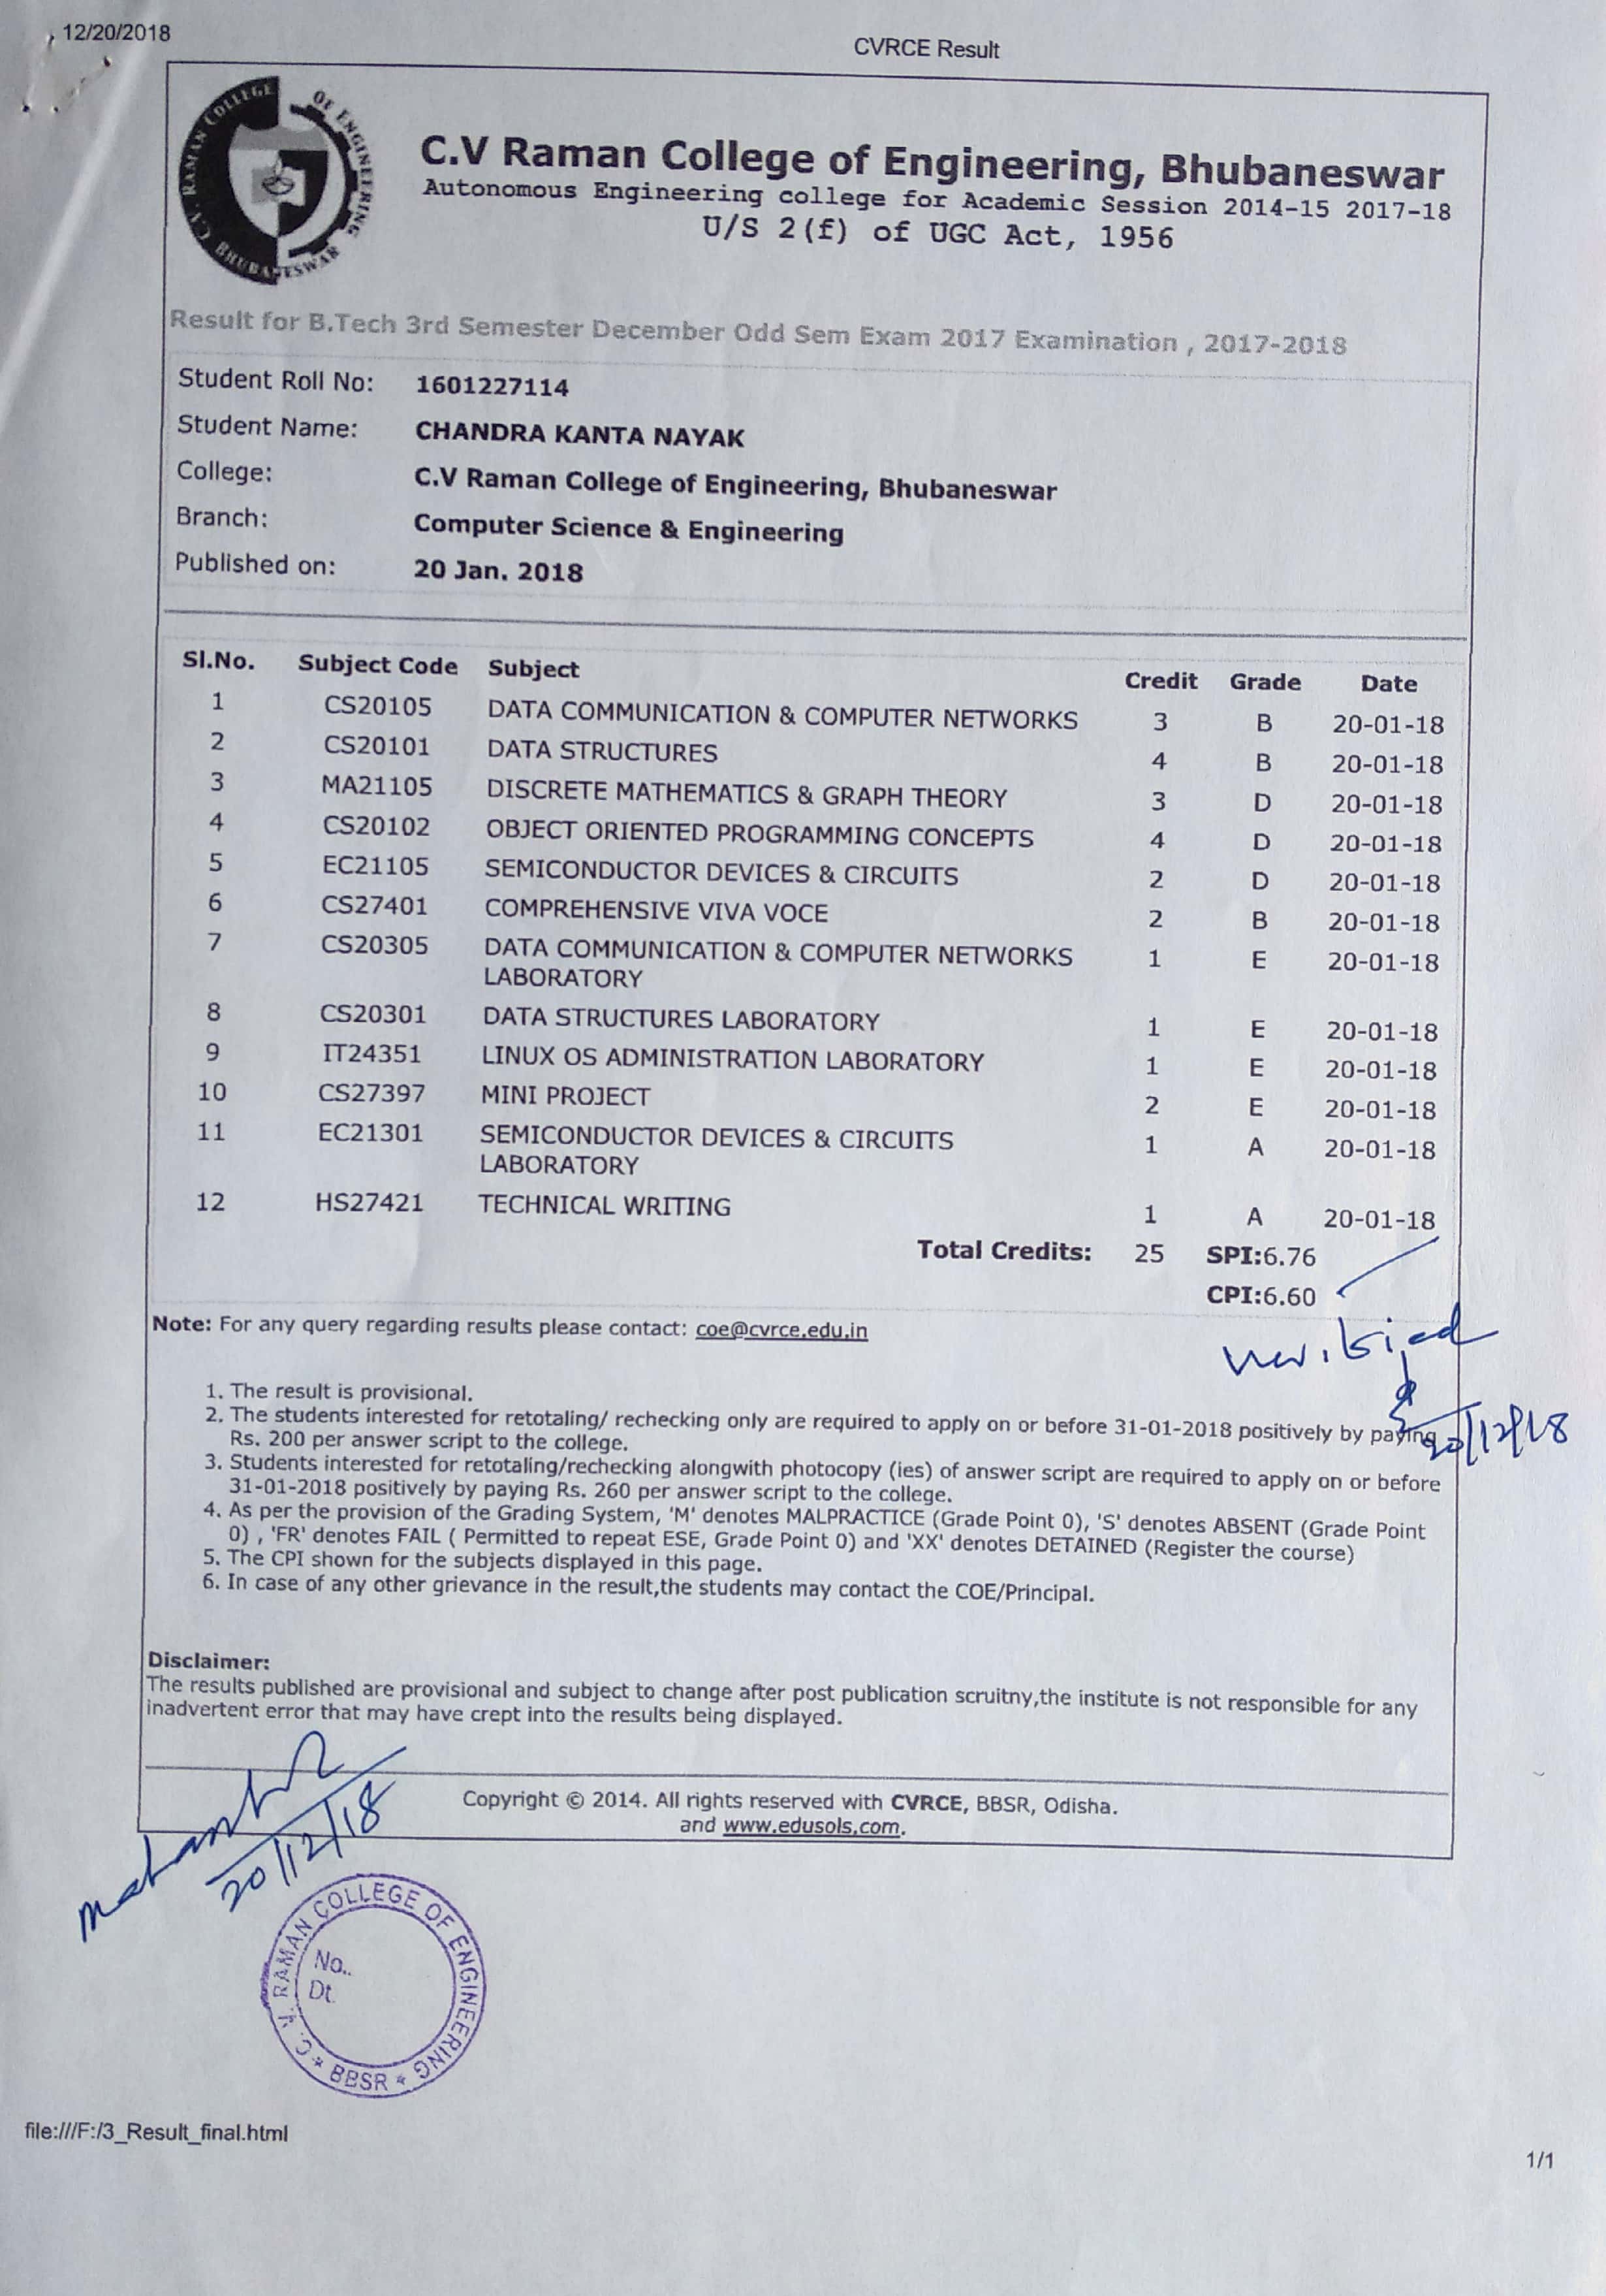 12/20/2018
CVRCE Result
C.V. RAMAN COLLEGE OF ENGINEERING
BHUBANESWAR
C.V Raman College of Engineering, Bhubaneswar
Autonomous Engineering college for Academic Session 2014-15 2017-18
U/S 2(f) of UGC Act, 1956
Result for B.Tech 3rd Semester December Odd Sem Exam 2017 Examination , 2017-2018
Student Roll No: 1601227114
Student Name: CHANDRA KANTA NAYAK
College: C.V Raman College of Engineering, Bhubaneswar
Branch: Computer Science & Engineering
Published on: 20 Jan. 2018
Sl.No. Subject Code Subject Credit Grade Date
1 CS20105 DATA COMMUNICATION & COMPUTER NETWORKS 3 B 20-01-18
2 CS20101 DATA STRUCTURES 4 B 20-01-18
3 MA21105 DISCRETE MATHEMATICS & GRAPH THEORY 3 D 20-01-18
4 CS20102 OBJECT ORIENTED PROGRAMMING CONCEPTS 4 D 20-01-18
5 EC21105 SEMICONDUCTOR DEVICES & CIRCUITS 2 D 20-01-18
6 CS27401 COMPREHENSIVE VIVA VOCE 2 B 20-01-18
7 CS20305 DATA COMMUNICATION & COMPUTER NETWORKS 1 E 20-01-18
LABORATORY
8 CS20301 DATA STRUCTURES LABORATORY 1 E 20-01-18
9 IT24351 LINUX OS ADMINISTRATION LABORATORY 1 E 20-01-18
10 CS27397 MINI PROJECT 2 E 20-01-18
11 EC21301 SEMICONDUCTOR DEVICES & CIRCUITS 1 A 20-01-18
LABORATORY
12 HS27421 TECHNICAL WRITING 1 A 20-01-18
Total Credits: 25 SPI:6.76
CPI:6.60
Note: For any query regarding results please contact: coe@cvrce.edu.in
1. The result is provisional.
2. The students interested for retotaling/ rechecking only are required to apply on or before 31-01-2018 positively by paying
Rs. 200 per answer script to the college.
20/12/18
3. Students interested for retotaling/rechecking alongwith photocopy (ies) of answer script are required to apply on or before
31-01-2018 positively by paying Rs. 260 per answer script to the college.
4. As per the provision of the Grading System, 'M' denotes MALPRACTICE (Grade Point 0), 'S' denotes ABSENT (Grade Point
0) , 'FR' denotes FAIL ( Permitted to repeat ESE, Grade Point 0) and 'XX' denotes DETAINED (Register the course)
5. The CPI shown for the subjects displayed in this page.
6. In case of any other grievance in the result,the students may contact the COE/Principal.
Disclaimer:
The results published are provisional and subject to change after post publication scruitny,the institute is not responsible for any
inadvertent error that may have crept into the results being displayed.
Copyright © 2014. All rights reserved with CVRCE, BBSR, Odisha.
and www.edusols.com.
20/12/18
C. V. RAMAN COLLEGE OF ENGINEERING
No..
Dt.
* BBSR *
file:///F:/3_Result_final.html
1/1